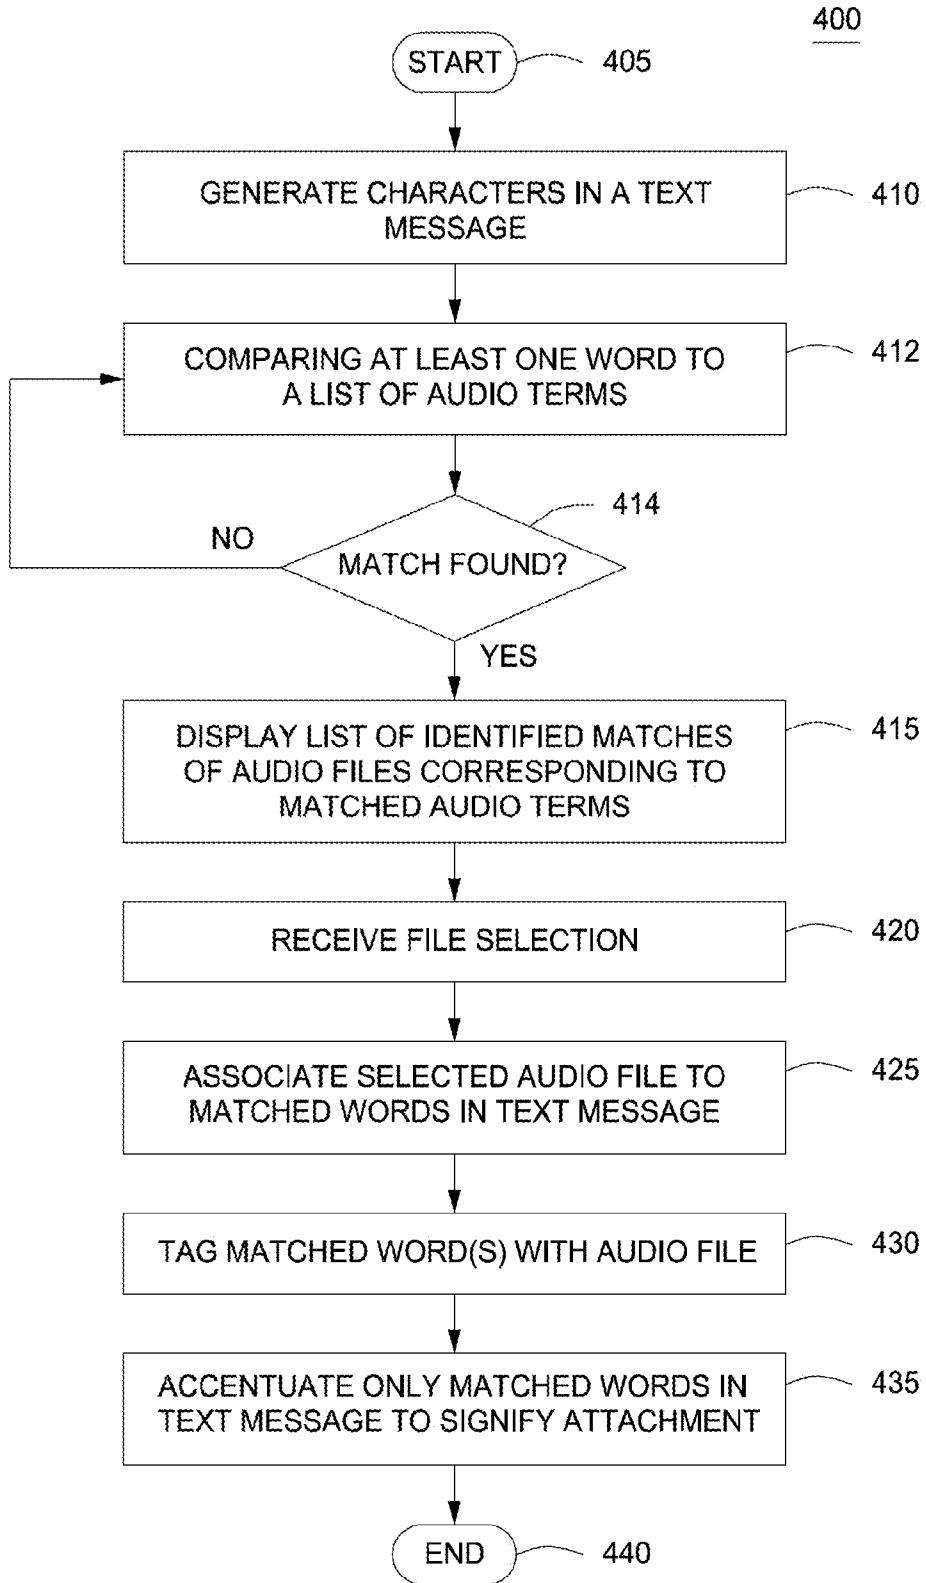 400
START 405
GENERATE CHARACTERS IN A TEXT
MESSAGE
410
COMPARING AT LEAST ONE WORD TO
A LIST OF AUDIO TERMS
412
414
NO
MATCH FOUND?
YES
DISPLAY LIST OF IDENTIFIED MATCHES
OF AUDIO FILES CORRESPONDING TO
MATCHED AUDIO TERMS
415
RECEIVE FILE SELECTION
420
ASSOCIATE SELECTED AUDIO FILE TO
MATCHED WORDS IN TEXT MESSAGE
425
TAG MATCHED WORD(S) WITH AUDIO FILE
430
ACCENTUATE ONLY MATCHED WORDS IN
TEXT MESSAGE TO SIGNIFY ATTACHMENT
435
END 440